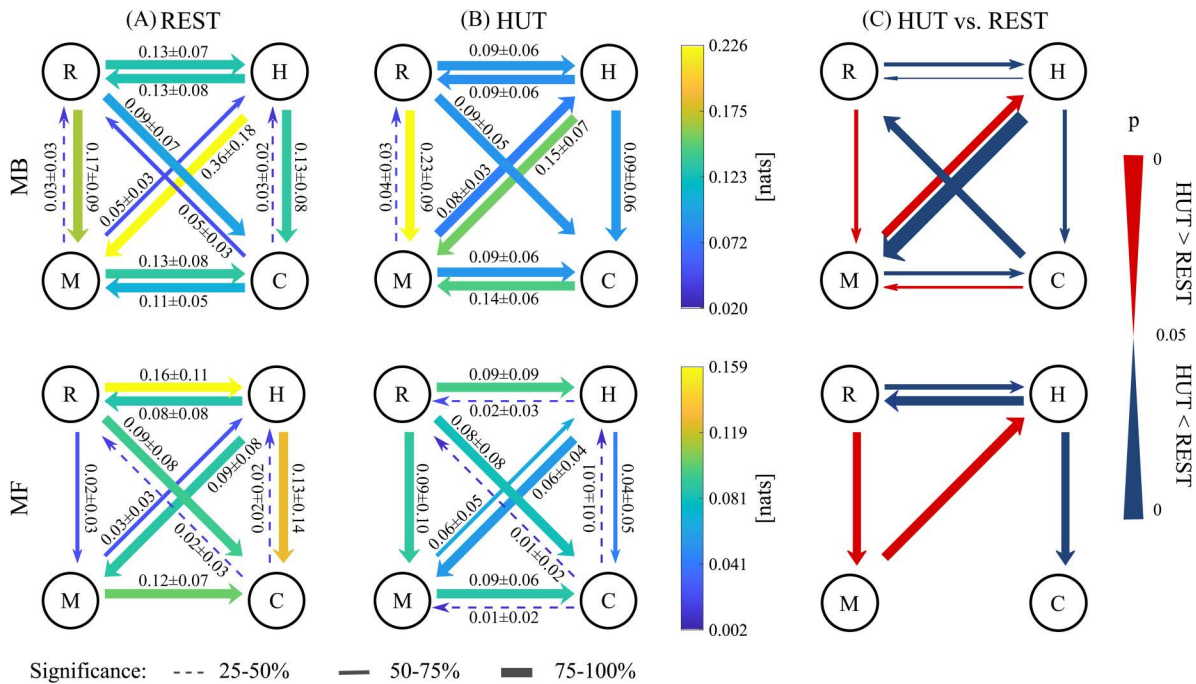 (A) REST
(B) HUT
(C) HUT vs. REST
MB
R
H
M
C
0.13±0.07
0.13±0.08
0.03±0.03
0.17±0.09
0.09±0.07
0.36±0.18
0.05±0.03
0.05±0.03
0.03±0.02
0.13±0.08
0.13±0.08
0.11±0.05
R
H
M
C
0.09±0.06
0.09±0.06
0.04±0.03
0.23±0.09
0.09±0.05
0.15±0.07
0.08±0.03
0.09±0.06
0.09±0.06
0.14±0.06
0.226
0.175
0.123
0.072
0.020
[nats]
R
H
M
C
MF
R
H
M
C
0.16±0.11
0.08±0.08
0.02±0.03
0.09±0.08
0.09±0.08
0.03±0.03
0.02±0.03
0.02±0.02
0.13±0.14
0.12±0.07
R
H
M
C
0.09±0.09
0.02±0.03
0.09±0.10
0.08±0.08
0.06±0.04
0.06±0.05
0.01±0.02
0.01±0.01
0.04±0.05
0.09±0.06
0.01±0.02
0.159
0.119
0.081
0.041
0.002
[nats]
R
H
M
C
p
0
HUT > REST
0.05
HUT < REST
0
Significance: 25-50% 50-75% 75-100%